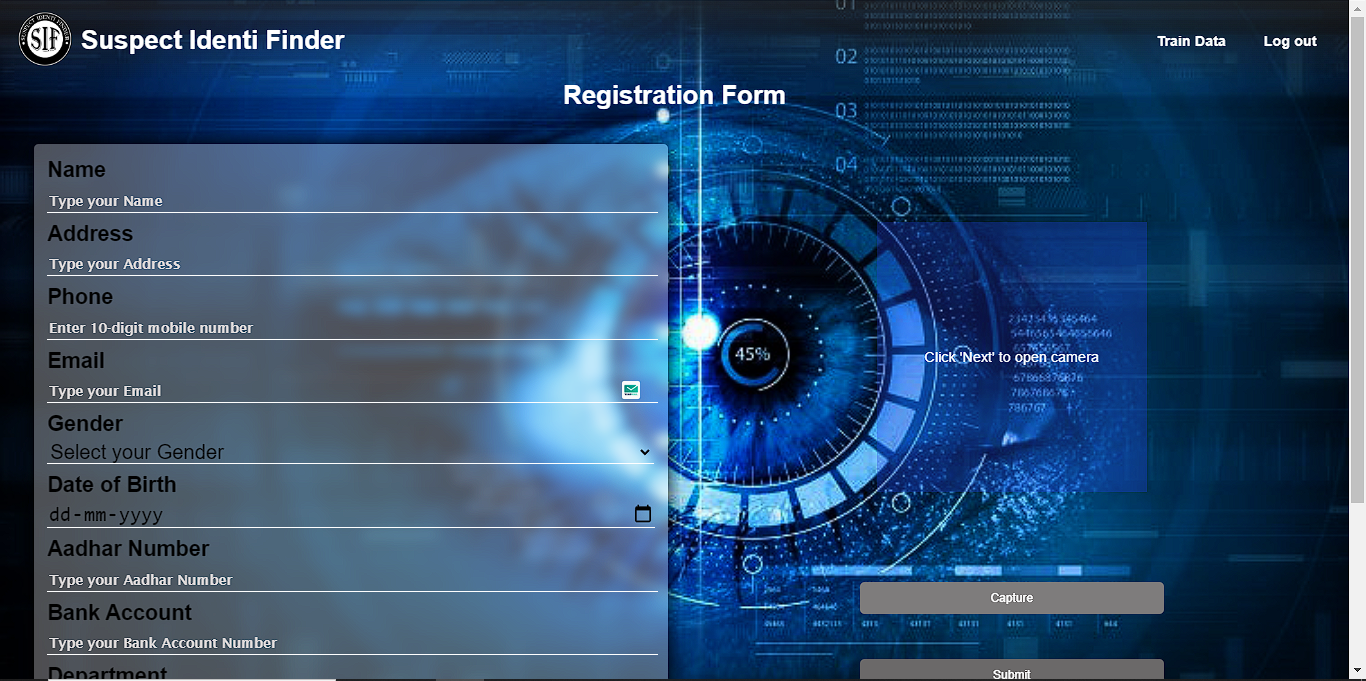 SIF
Suspect Identi Finder
Train Data
Log out
Registration Form
01
02
03
04
Name
Type your Name
Address
Type your Address
Phone
Enter 10-digit mobile number
Email
Type your Email
Gender
Select your Gender
Date of Birth
dd-mm-yyyy
Aadhar Number
Type your Aadhar Number
Bank Account
Type your Bank Account Number
Department
45%
Click 'Next' to open camera
786767
Capture
Submit